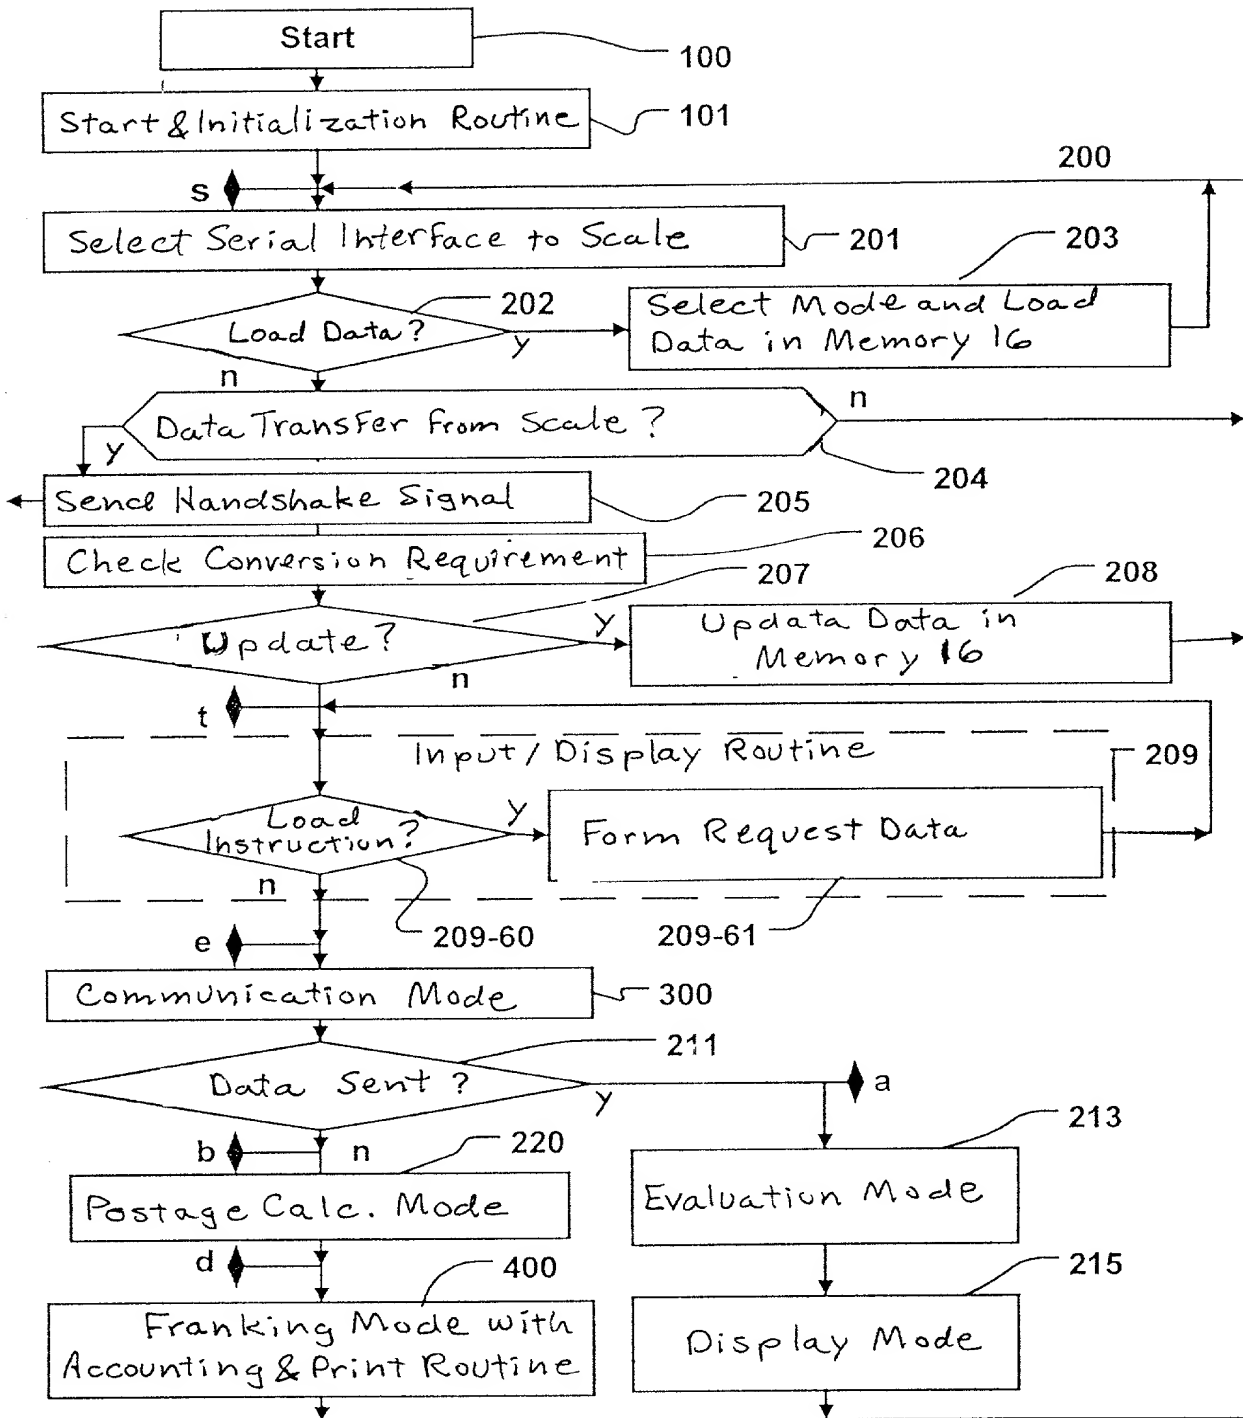 Start
100
Start & Initialization Routine
101
200
s
Select Serial Interface to Scale
201
203
202
Load Data?
y
n
Select Mode and Load
Data in Memory 16
Data Transfer from Scale?
n
y
204
Send Handshake Signal
205
Check Conversion Requirement
206
207
208
Update?
y
n
Updata Data in
Memory 16
t
Input / Display Routine
209
Load
Instruction?
y
n
Form Request Data
209-60
209-61
e
Communication Mode
300
211
Data Sent?
y
a
b
n
220
213
Postage Calc. Mode
Evaluation Mode
d
400
215
Franking Mode with
Accounting & Print Routine
Display Mode